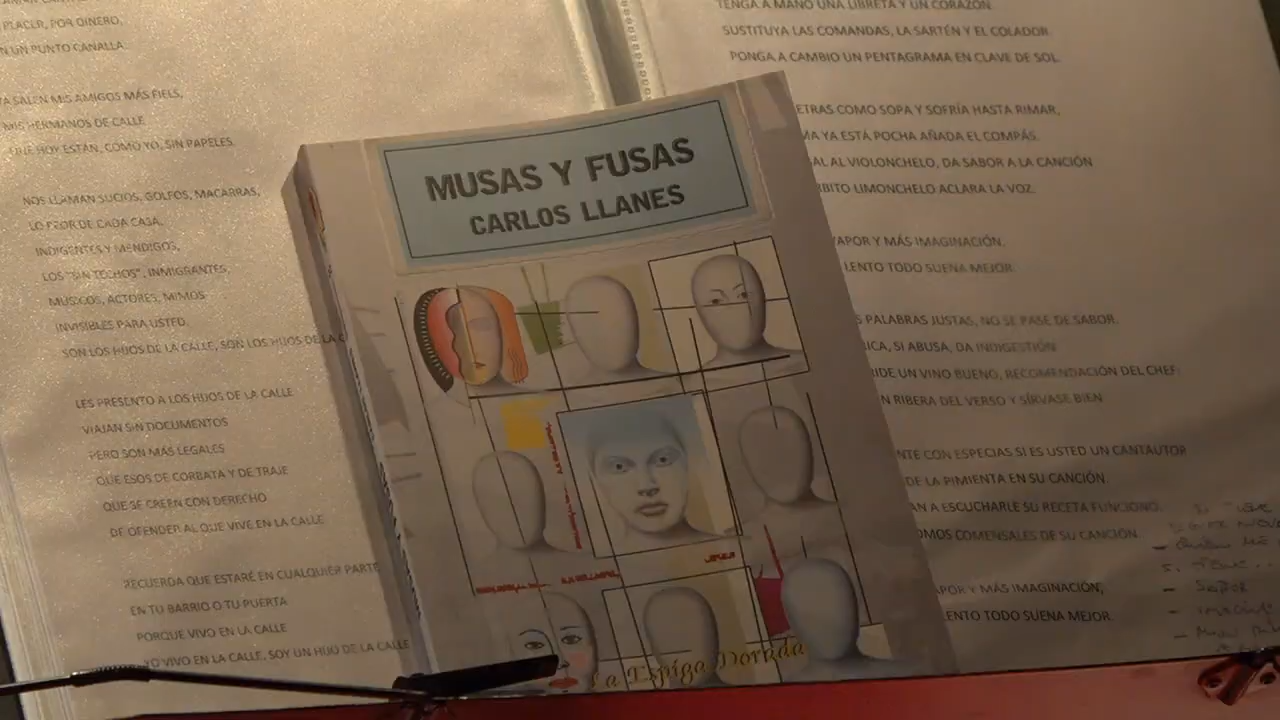 PLACER, POR DINERO,
UN PUNTO CANALLA.
YA SALEN MIS AMIGOS MÁS FIELS,
MIS HERMANOS DE CALLE
QUE HOY ESTÁN, COMO YO, SIN PAPELES.
NOS LLAMAN SUCIOS, GOLFOS, MACARRAS,
LO PEOR DE CADA CASA,
INDIGENTES Y MENDIGOS,
LOS "SIN TECHOS", INMIGRANTES,
MÚSICOS, ACTORES, MIMOS
INVISIBLES PARA USTED.
SON LOS HIJOS DE LA CALLE, SON LOS HIJOS DE LA C
LES PRESENTO A LOS HIJOS DE LA CALLE
VIAJAN SIN DOCUMENTOS
PERO SON MÁS LEGALES
QUE ESOS DE CORBATA Y DE TRAJE
QUE SE CREEN CON DERECHO
DE OFENDER AL QUE VIVE EN LA CALLE
RECUERDA QUE ESTARÉ EN CUALQUIER PARTE
EN TU BARRIO O TU PUERTA
PORQUE VIVO EN LA CALLE
YO VIVO EN LA CALLE, SOY UN HIJO DE LA CALLE
MUSAS Y FUSAS
CARLOS LLANES
La Espiga Dorada
TENGA A MANO UNA LIBRETA Y UN CORAZÓN.
SUSTITUYA LAS COMANDAS, LA SARTÉN Y EL COLADOR.
PONGA A CAMBIO UN PENTAGRAMA EN CLAVE DE SOL.
ETRAS COMO SOPA Y SOFRÍA HASTA RIMAR,
MA YA ESTÁ POCHA AÑADA EL COMPÁS.
AL AL VIOLONCHELO, DA SABOR A LA CANCIÓN
RBITO LIMONCHELO ACLARA LA VOZ.
APOR Y MÁS IMAGINACIÓN.
LENTO TODO SUENA MEJOR.
S PALABRAS JUSTAS, NO SE PASE DE SABOR.
ICA, SI ABUSA, DA INDIGESTIÓN.
RIDE UN VINO BUENO, RECOMENDACIÓN DEL CHEF:
N RIBERA DEL VERSO Y SÍRVASE BIEN.
NTE CON ESPECIAS SI ES USTED UN CANTAUTOR
DE LA PIMIENTA EN SU CANCIÓN.
AN A ESCUCHARLE SU RECETA FUNCIONÓ.
OMOS COMENSALES DE SU CANCIÓN.
APOR Y MÁS IMAGINACIÓN,
LENTO TODO SUENA MEJOR.
- SABOR